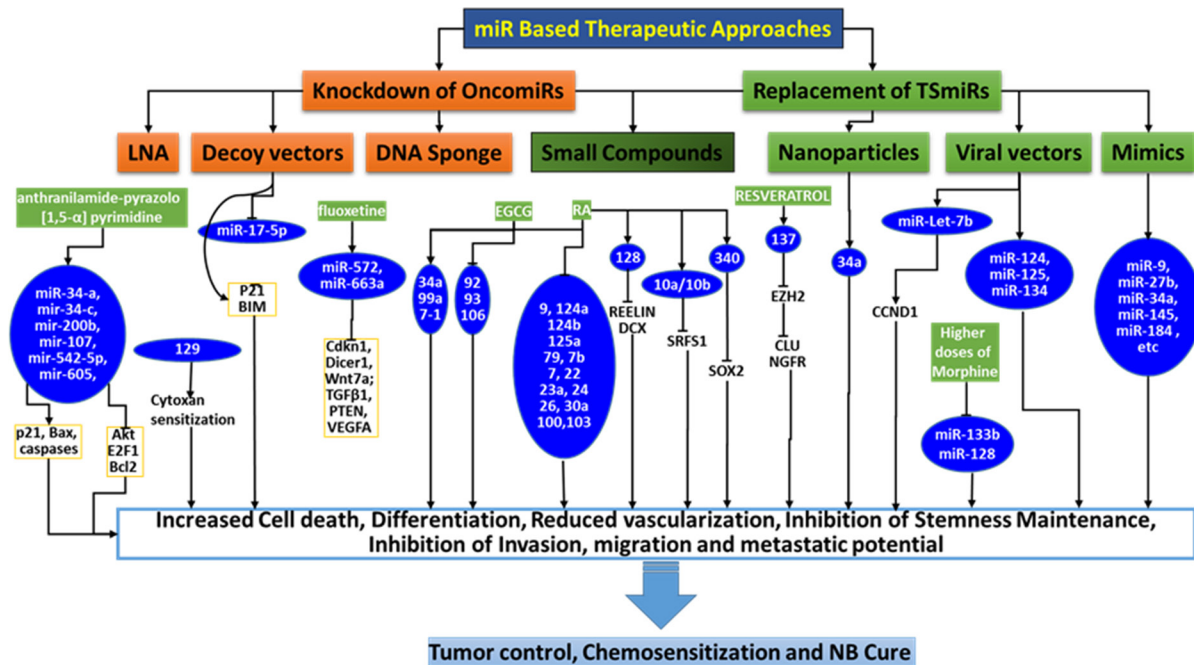 miR Based Therapeutic Approaches
Knockdown of OncomiRs
Replacement of TSmiRs
LNA
Decoy vectors
DNA Sponge
Small Compounds
Nanoparticles
Viral vectors
Mimics
anthranilamide-pyrazolo
[1,5-α] pyrimidine
miR-34-a,
mir-34-c,
mir-200b,
mir-107,
mir-542-5p,
mir-605,
p21, Bax,
caspases
Akt
E2F1
Bcl2
129
Cytoxan
sensitization
miR-17-5p
P21
BIM
fluoxetine
miR-572,
miR-663a
Cdkn1,
Dicer1,
Wnt7a;
TGFβ1,
PTEN,
VEGFA
EGCG
34a
99a
7-1
92
93
106
RA
9, 124a
124b
125a
79, 7b
7, 22
23a, 24
26, 30a
100,103
128
REELIN
DCX
10a/10b
SRFS1
340
SOX2
RESVERATROL
137
EZH2
CLU
NGFR
34a
miR-Let-7b
CCND1
miR-124,
miR-125,
miR-134
Higher
doses of
Morphine
miR-133b
miR-128
miR-9,
miR-27b,
miR-34a,
miR-145,
miR-184 ,
etc
Increased Cell death, Differentiation, Reduced vascularization, Inhibition of Stemness Maintenance,
Inhibition of Invasion, migration and metastatic potential
Tumor control, Chemosensitization and NB Cure